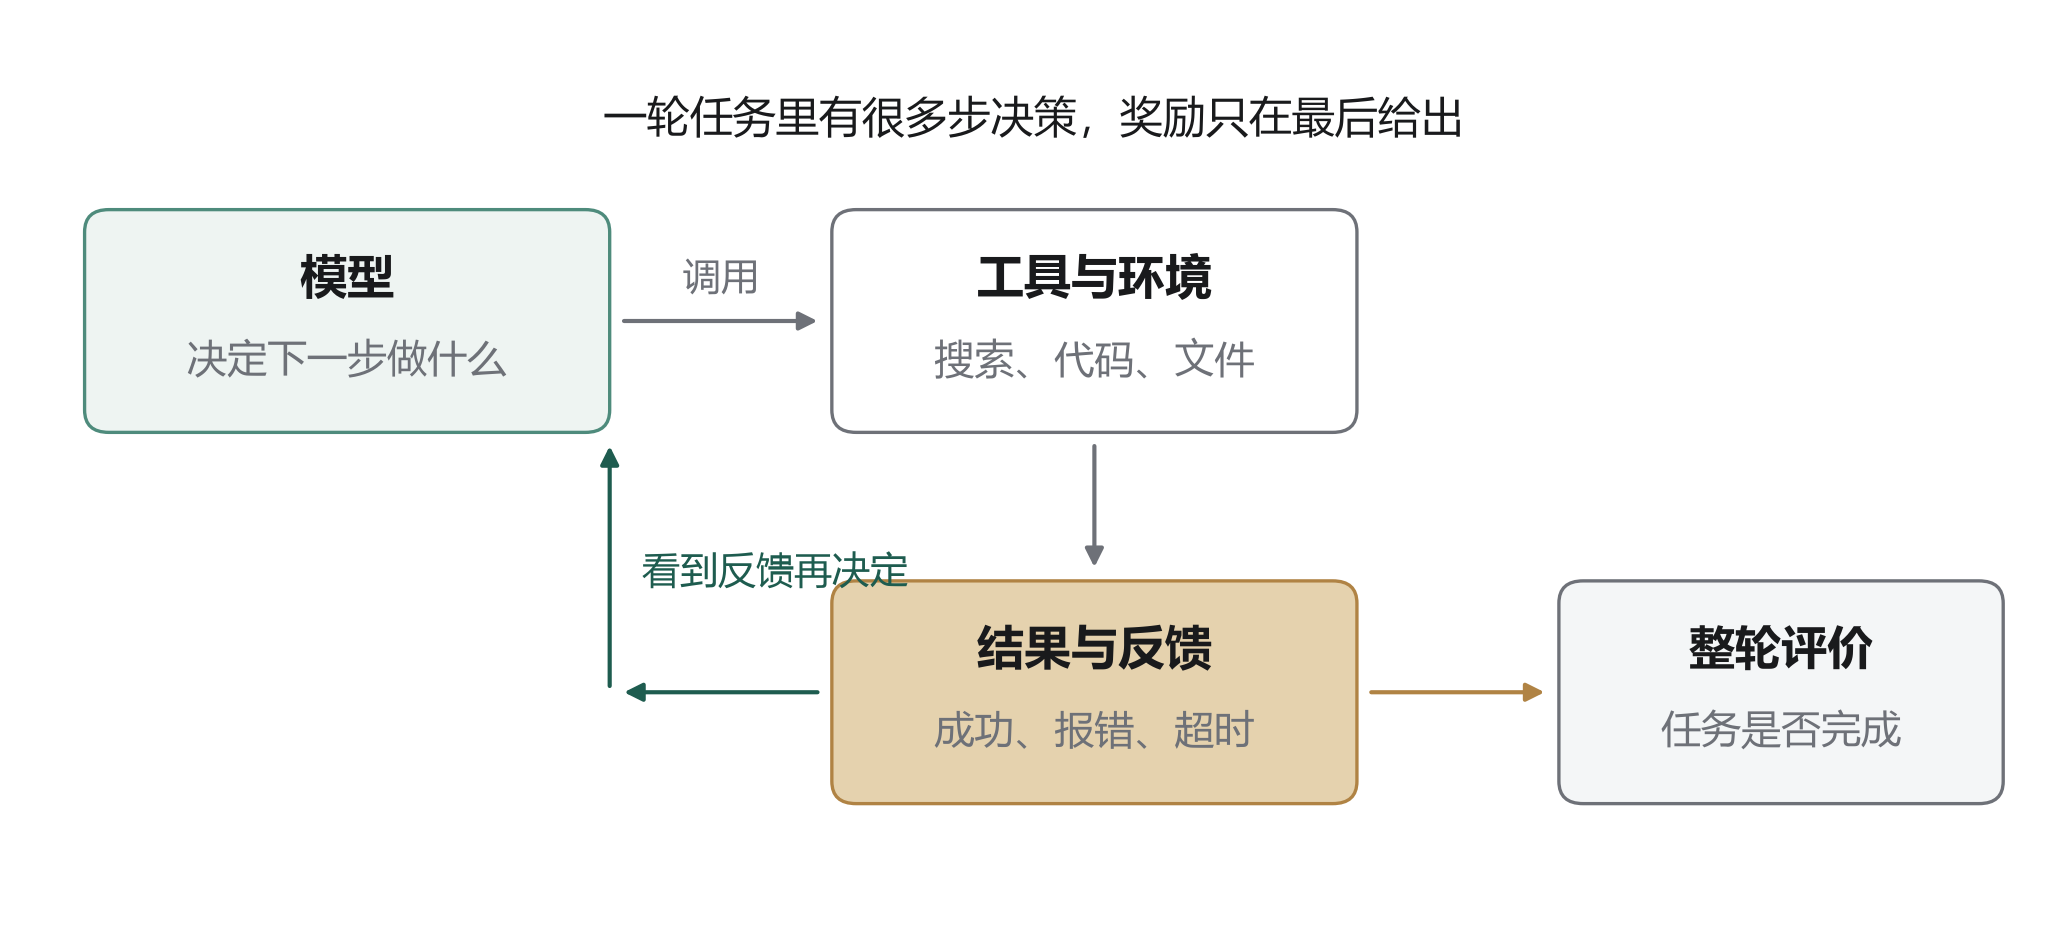 一轮任务里有很多步决策，奖励只在最后给出
模型
决定下一步做什么
调用
工具与环境
搜索、代码、文件
看到反馈再决定
结果与反馈
成功、报错、超时
整轮评价
任务是否完成